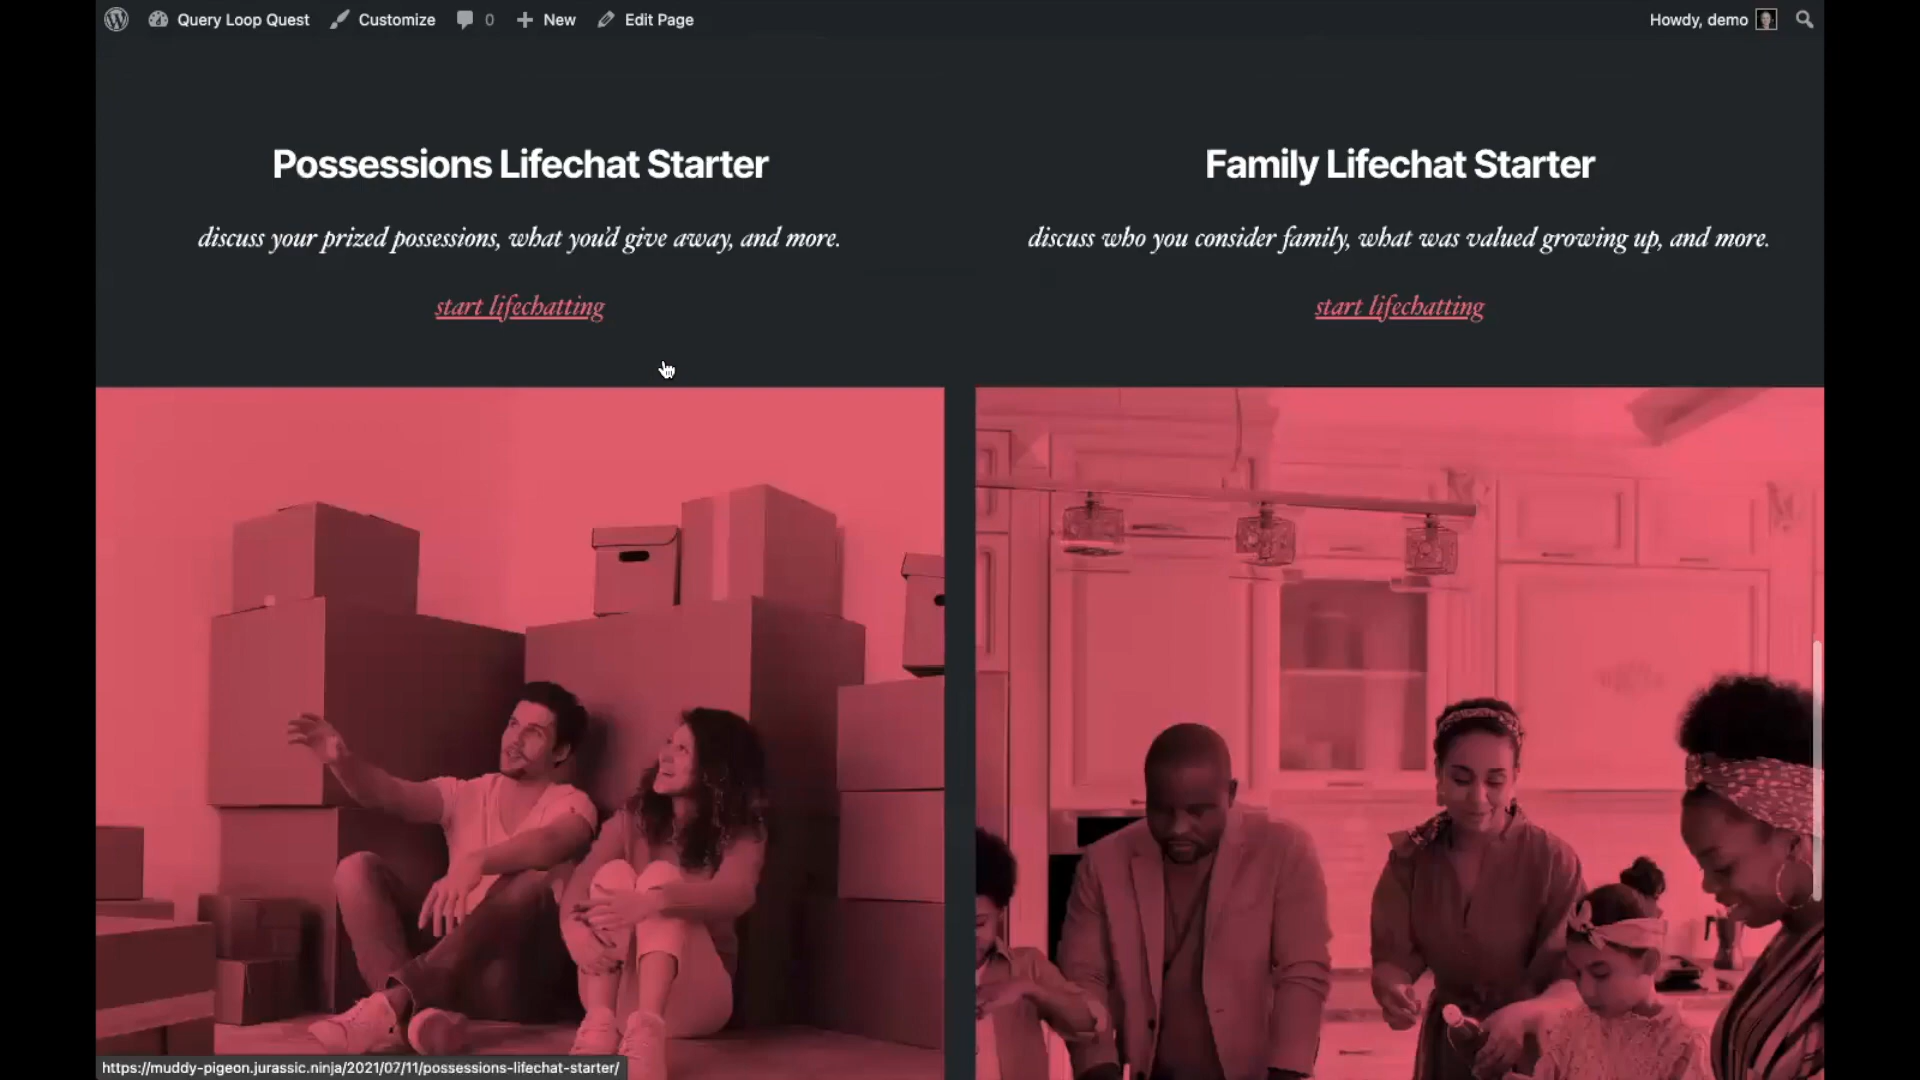 Query Loop Quest Customize 0 New Edit Page Howdy, demo
Possessions Lifechat Starter
discuss your prized possessions, what you'd give away, and more.
start lifechatting
Family Lifechat Starter
discuss who you consider family, what was valued growing up, and more.
start lifechatting
https://muddy-pigeon.jurassic.ninja/2021/07/11/possessions-lifechat-starter/